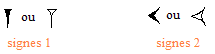 𒁹 ou 𒁹 𒌋 ou 𒌋
signes 1 signes 2